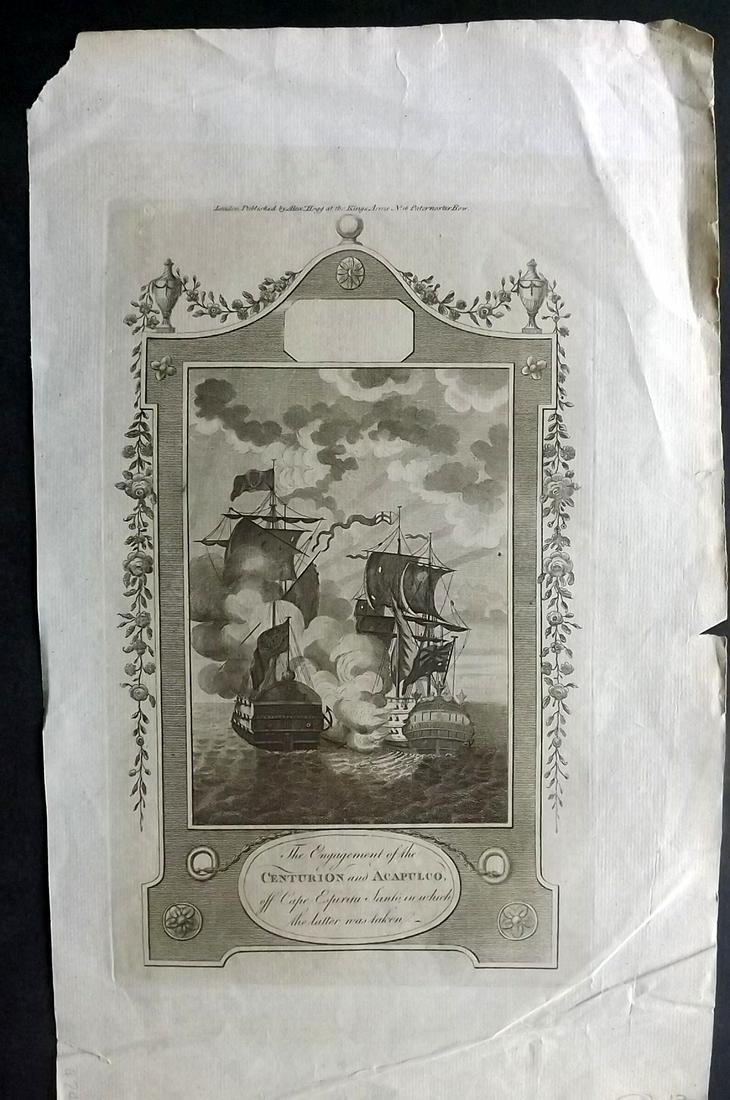 London. Published by Alexr. Hogg at the Kings Arms No. 16 Paternoster Row.
The Engagement of the
CENTURION and ACAPULCO,
off Cape Espiritu Santo, in which
the latter was taken